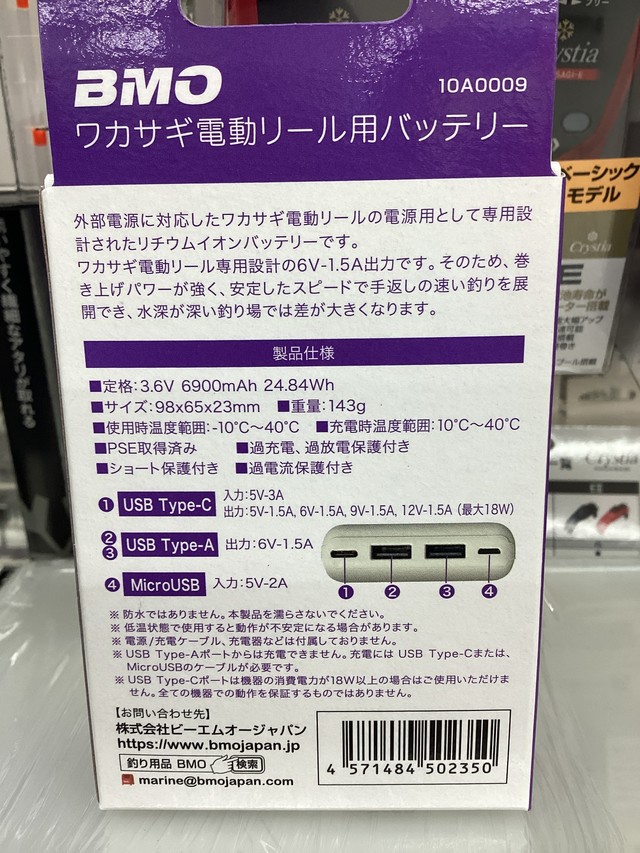 BMO
10A0009
ワカサギ電動リール用バッテリー
外部電源に対応したワカサギ電動リールの電源用として専用設
計されたリチウムイオンバッテリーです。
ワカサギ電動リール専用設計の6V-1.5A出力です。そのため、巻
き上げパワーが強く、安定したスピードで手返しの速い釣りを展
開でき、水深が深い釣り場では差が大きくなります。
製品仕様
■定格:3.6V 6900mAh 24.84Wh
■サイズ:98x65x23mm ■重量:143g
■使用時温度範囲:-10℃〜40℃ ■充電時温度範囲:10℃〜40℃
■PSE取得済み ■過充電、過放電保護付き
■ショート保護付き ■過電流保護付き
① USB Type-C 入力:5V-3A
出力:5V-1.5A, 6V-1.5A, 9V-1.5A, 12V-1.5A (最大18W)
② ③ USB Type-A 出力:6V-1.5A
④ MicroUSB 入力:5V-2A
① ② ③ ④
※ 防水ではありません。本製品を濡らさないでください。
※ 低温状態で使用すると動作が不安定になる場合があります。
※ 電源/充電ケーブル、充電器などは付属しておりません。
※ USB Type-Aポートからは充電できません。充電には USB Type-Cまたは、
MicroUSBのケーブルが必要です。
※ USB Type-Cポートは機器の消費電力が18W以上の場合はご使用いただけま
せん。全ての機器での動作を保証するものではありません。
【お問い合わせ先】
株式会社ビーエムオージャパン
https://www.bmojapan.jp
釣り用品 BMO 検索
marine@bmojapan.com
4 571484 502350
ベーシック
モデル
Crystia